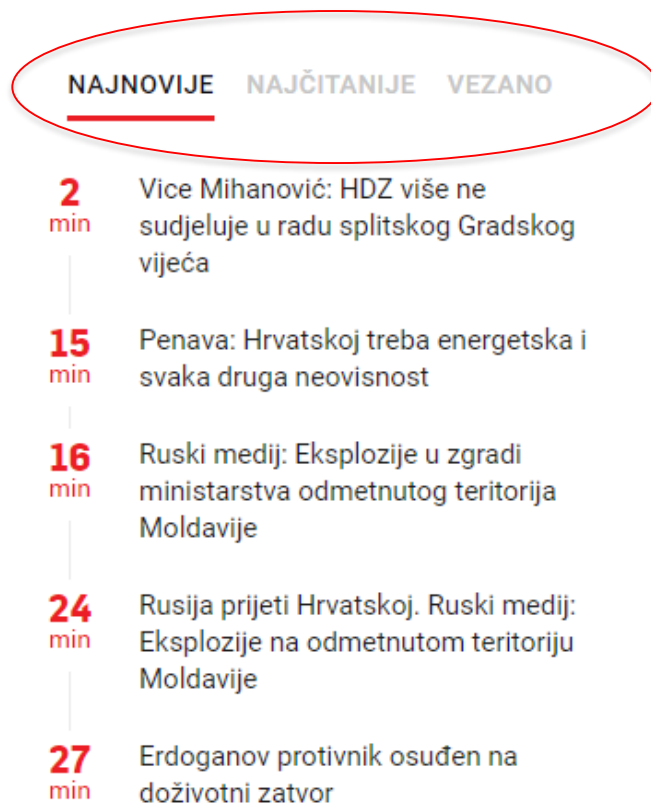 NAJNOVIJE NAJČITANIJE VEZANO
2
min
Vice Mihanović: HDZ više ne
sudjeluje u radu splitskog Gradskog
vijeća
15
min
Penava: Hrvatskoj treba energetska i
svaka druga neovisnost
16
min
Ruski medij: Eksplozije u zgradi
ministarstva odmetnutog teritorija
Moldavije
24
min
Rusija prijeti Hrvatskoj. Ruski medij:
Eksplozije na odmetnutom teritoriju
Moldavije
27
min
Erdoganov protivnik osuđen na
doživotni zatvor